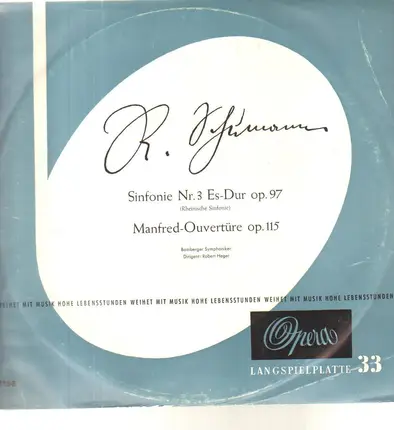 R. Schumann
Sinfonie Nr. 3 Es-Dur op. 97
(Rheinische Sinfonie)
Manfred-Ouvertüre op. 115
Bamberger Symphoniker
Dirigent: Robert Heger
WEIHET MIT MUSIK HOHE LEBENSSTUNDEN WEIHET MIT MUSIK HOHE LEBENSSTUNDEN WEIHET MIT MUSIK HOHE LEBENSSTUNDEN
Opera
LANGSPIELPLATTE 33